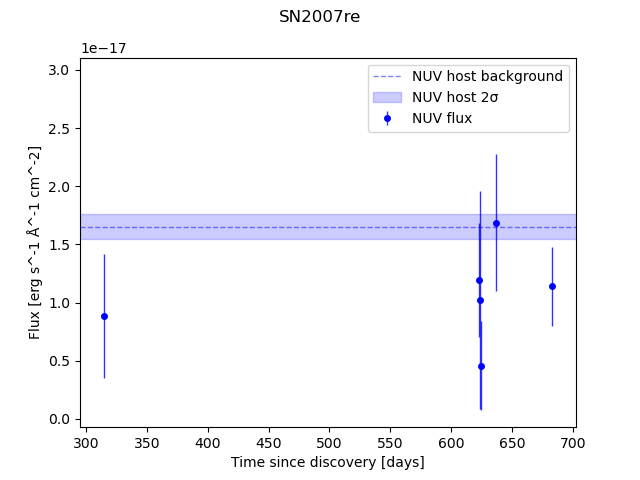 SN2007re
1e−17
3.0
2.5
2.0
1.5
1.0
0.5
0.0
Flux [erg s^-1 Å^-1 cm^-2]
NUV host background
NUV host 2σ
NUV flux
300 350 400 450 500 550 600 650 700
Time since discovery [days]